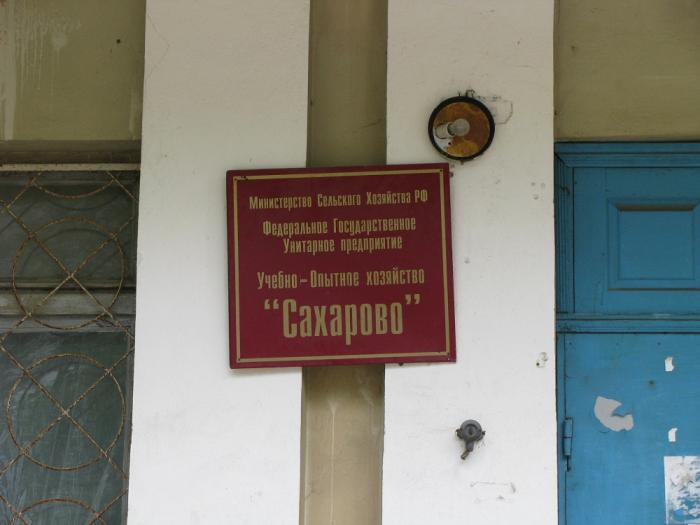 Министерство Сельского Хозяйства РФ
Федеральное Государственное
Унитарное предприятие
Учебно - Опытное хозяйство
"Сахарово"